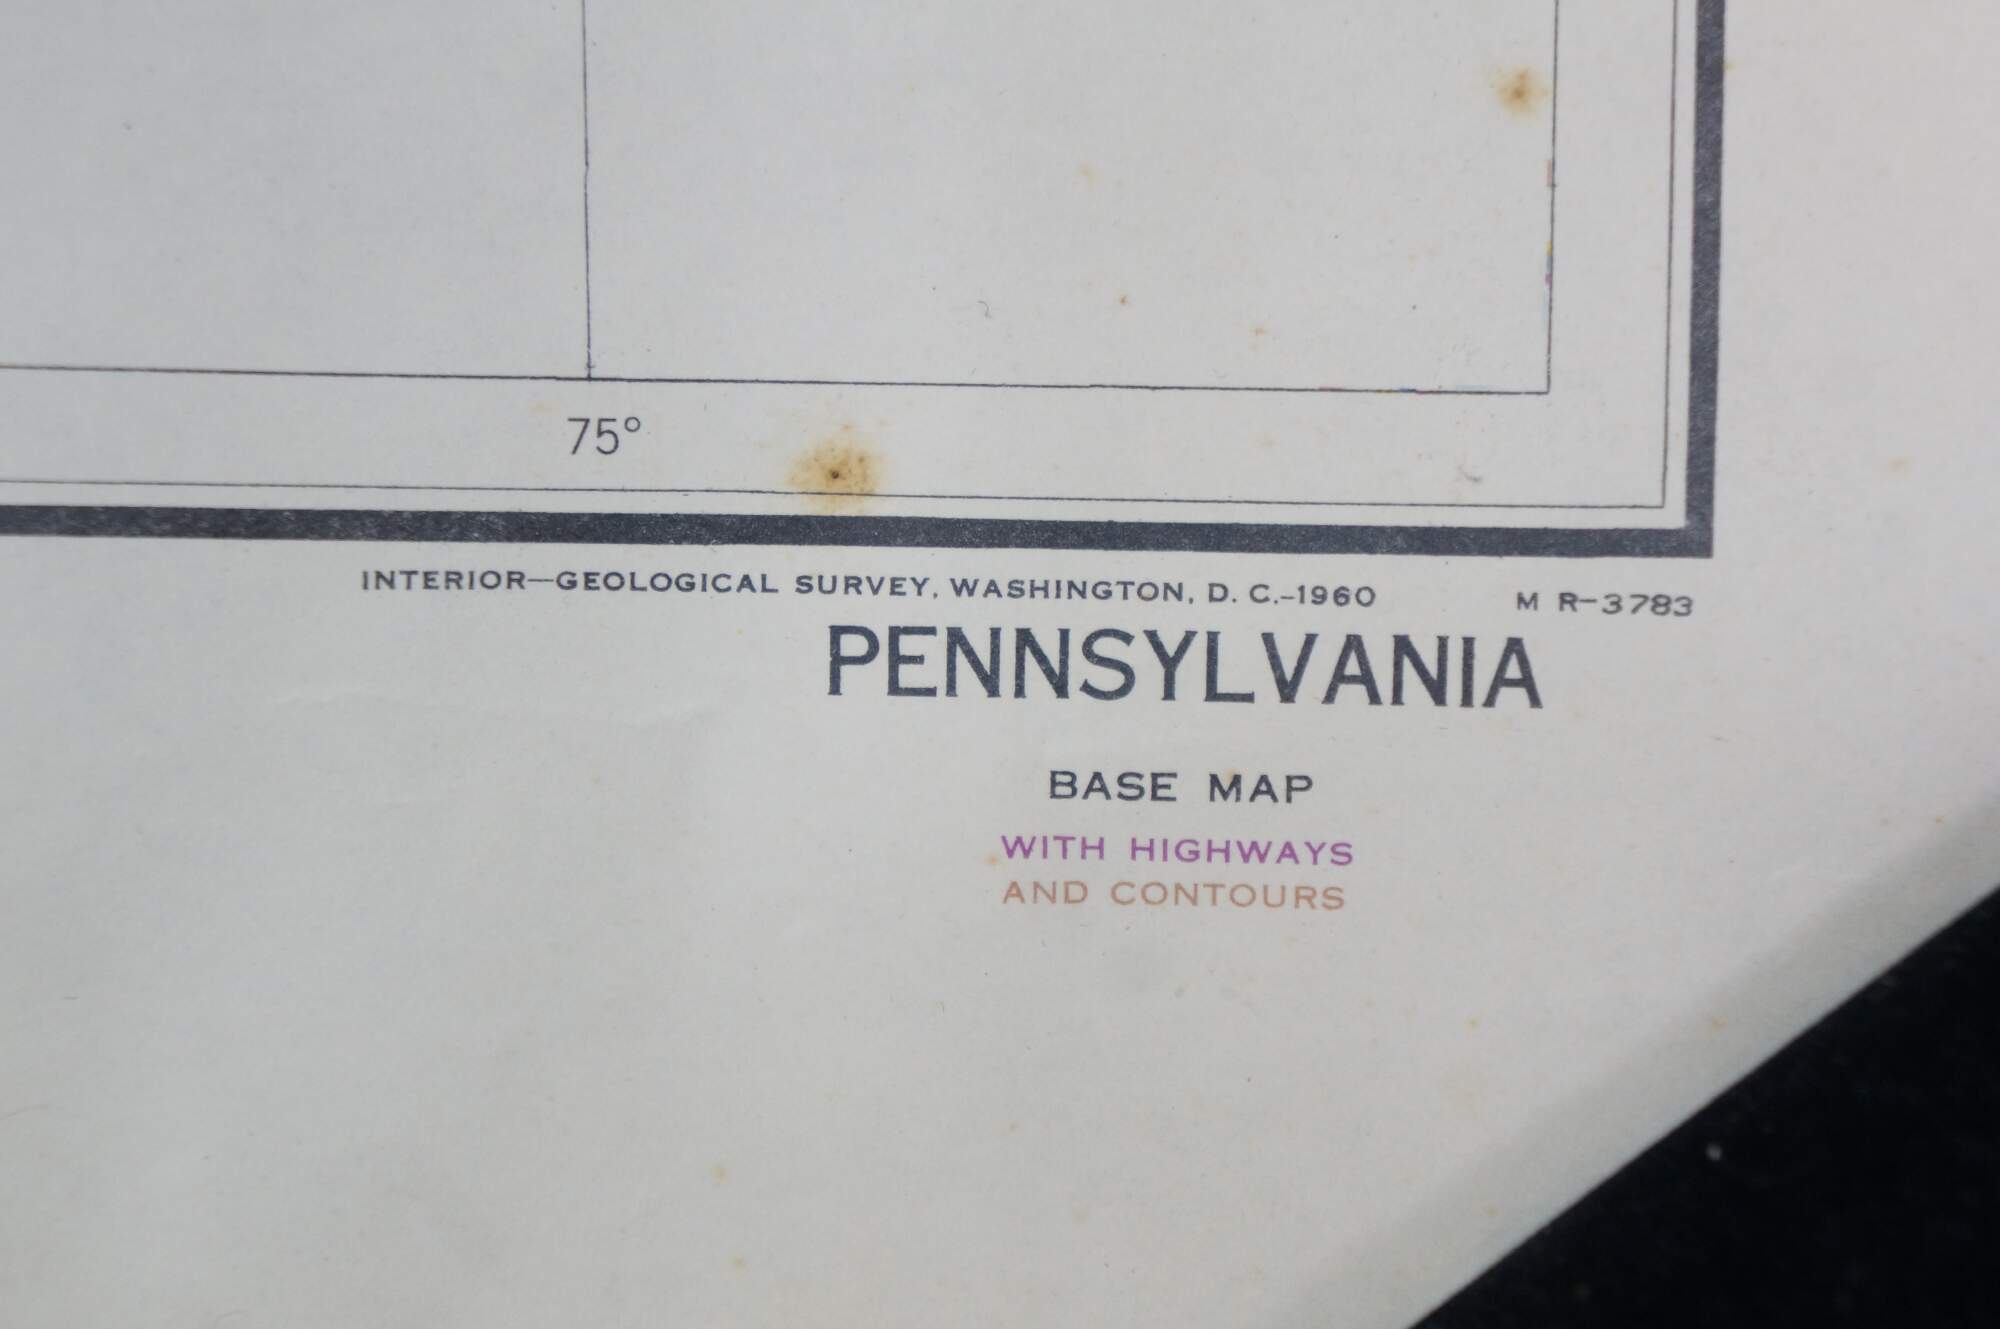 75°
INTERIOR—GEOLOGICAL SURVEY, WASHINGTON, D. C.–1960 M R–3783
PENNSYLVANIA
BASE MAP
WITH HIGHWAYS
AND CONTOURS